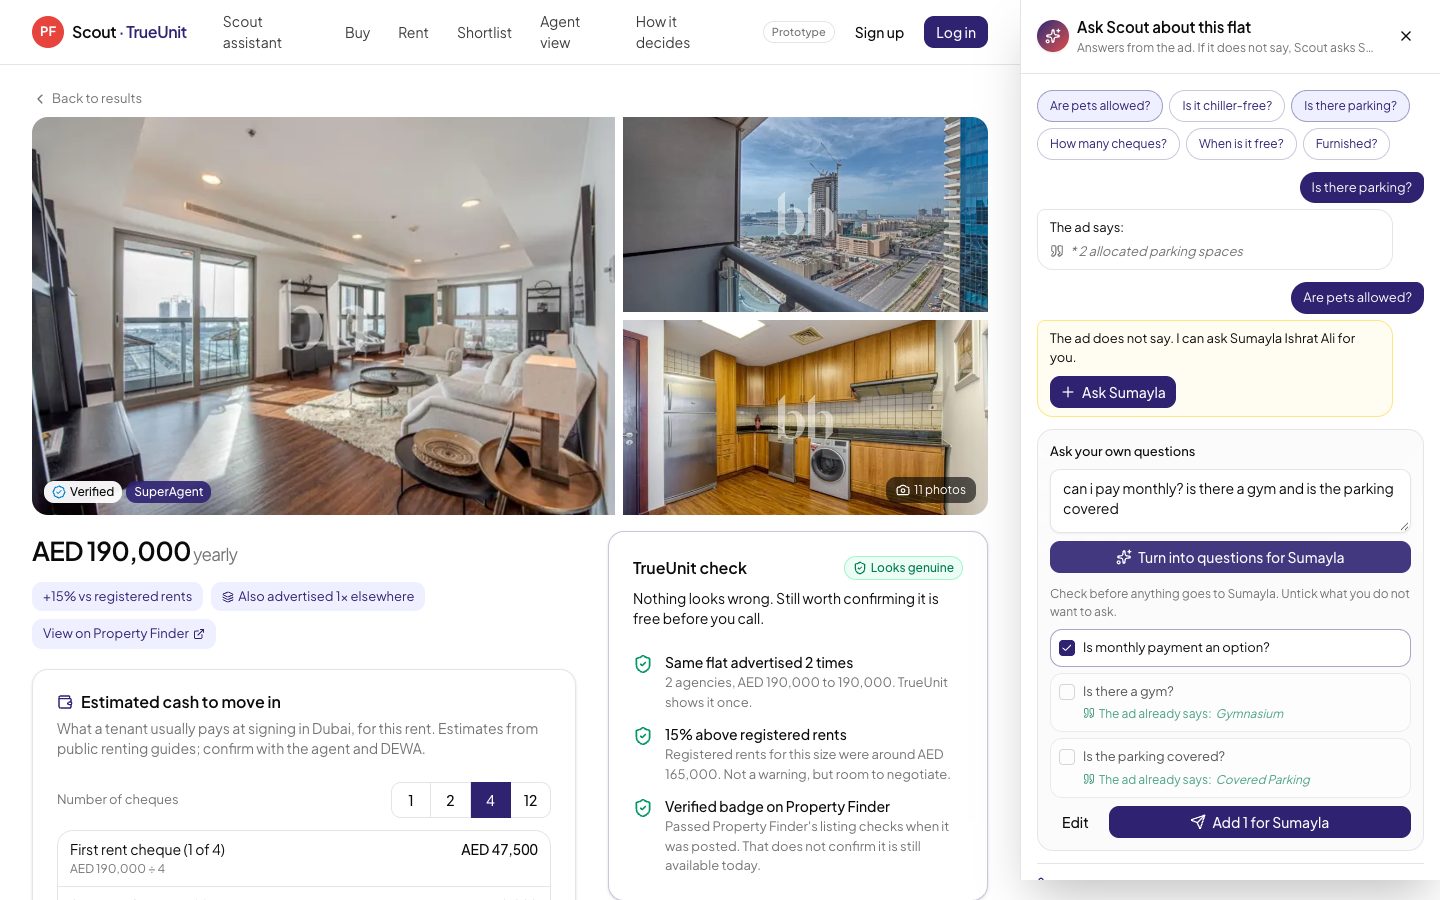 PF Scout · TrueUnit
Scout assistant
Buy
Rent
Shortlist
Agent view
How it decides
Prototype
Sign up
Log in
Back to results
bh
bh
bh
Verified
SuperAgent
11 photos
AED 190,000 yearly
+15% vs registered rents
Also advertised 1x elsewhere
View on Property Finder
Estimated cash to move in
What a tenant usually pays at signing in Dubai, for this rent. Estimates from
public renting guides; confirm with the agent and DEWA.
Number of cheques
1
2
4
12
First rent cheque (1 of 4)
AED 47,500
AED 190,000 ÷ 4
TrueUnit check
Looks genuine
Nothing looks wrong. Still worth confirming it is
free before you call.
Same flat advertised 2 times
2 agencies, AED 190,000 to 190,000. TrueUnit
shows it once.
15% above registered rents
Registered rents for this size were around AED
165,000. Not a warning, but room to negotiate.
Verified badge on Property Finder
Passed Property Finder's listing checks when it
was posted. That does not confirm it is still
available today.
Ask Scout about this flat
Answers from the ad. If it does not say, Scout asks S...
Are pets allowed?
Is it chiller-free?
Is there parking?
How many cheques?
When is it free?
Furnished?
Is there parking?
The ad says:
* 2 allocated parking spaces
Are pets allowed?
The ad does not say. I can ask Sumayla Ishrat Ali for
you.
Ask Sumayla
Ask your own questions
can i pay monthly? is there a gym and is the parking
covered
Turn into questions for Sumayla
Check before anything goes to Sumayla. Untick what you do not
want to ask.
Is monthly payment an option?
Is there a gym?
The ad already says: Gymnasium
Is the parking covered?
The ad already says: Covered Parking
Edit
Add 1 for Sumayla